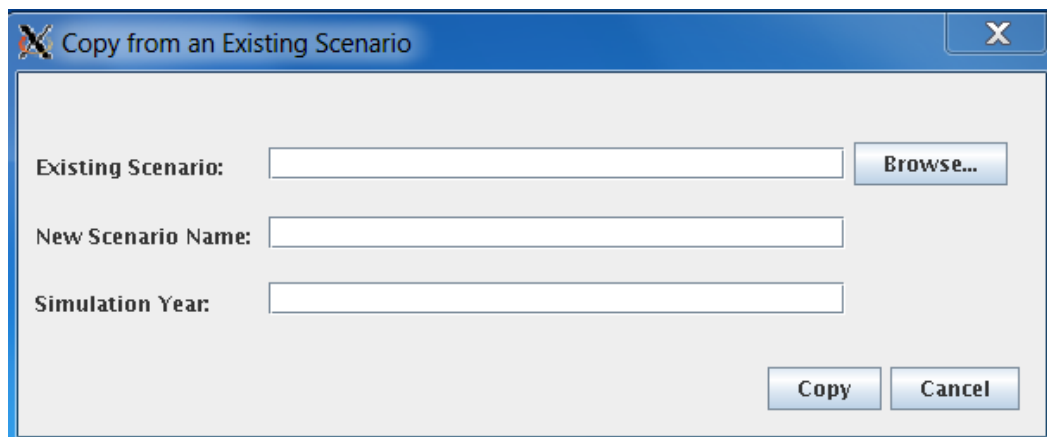 Copy from an Existing Scenario
X
Existing Scenario: Browse...
New Scenario Name:
Simulation Year:
Copy Cancel